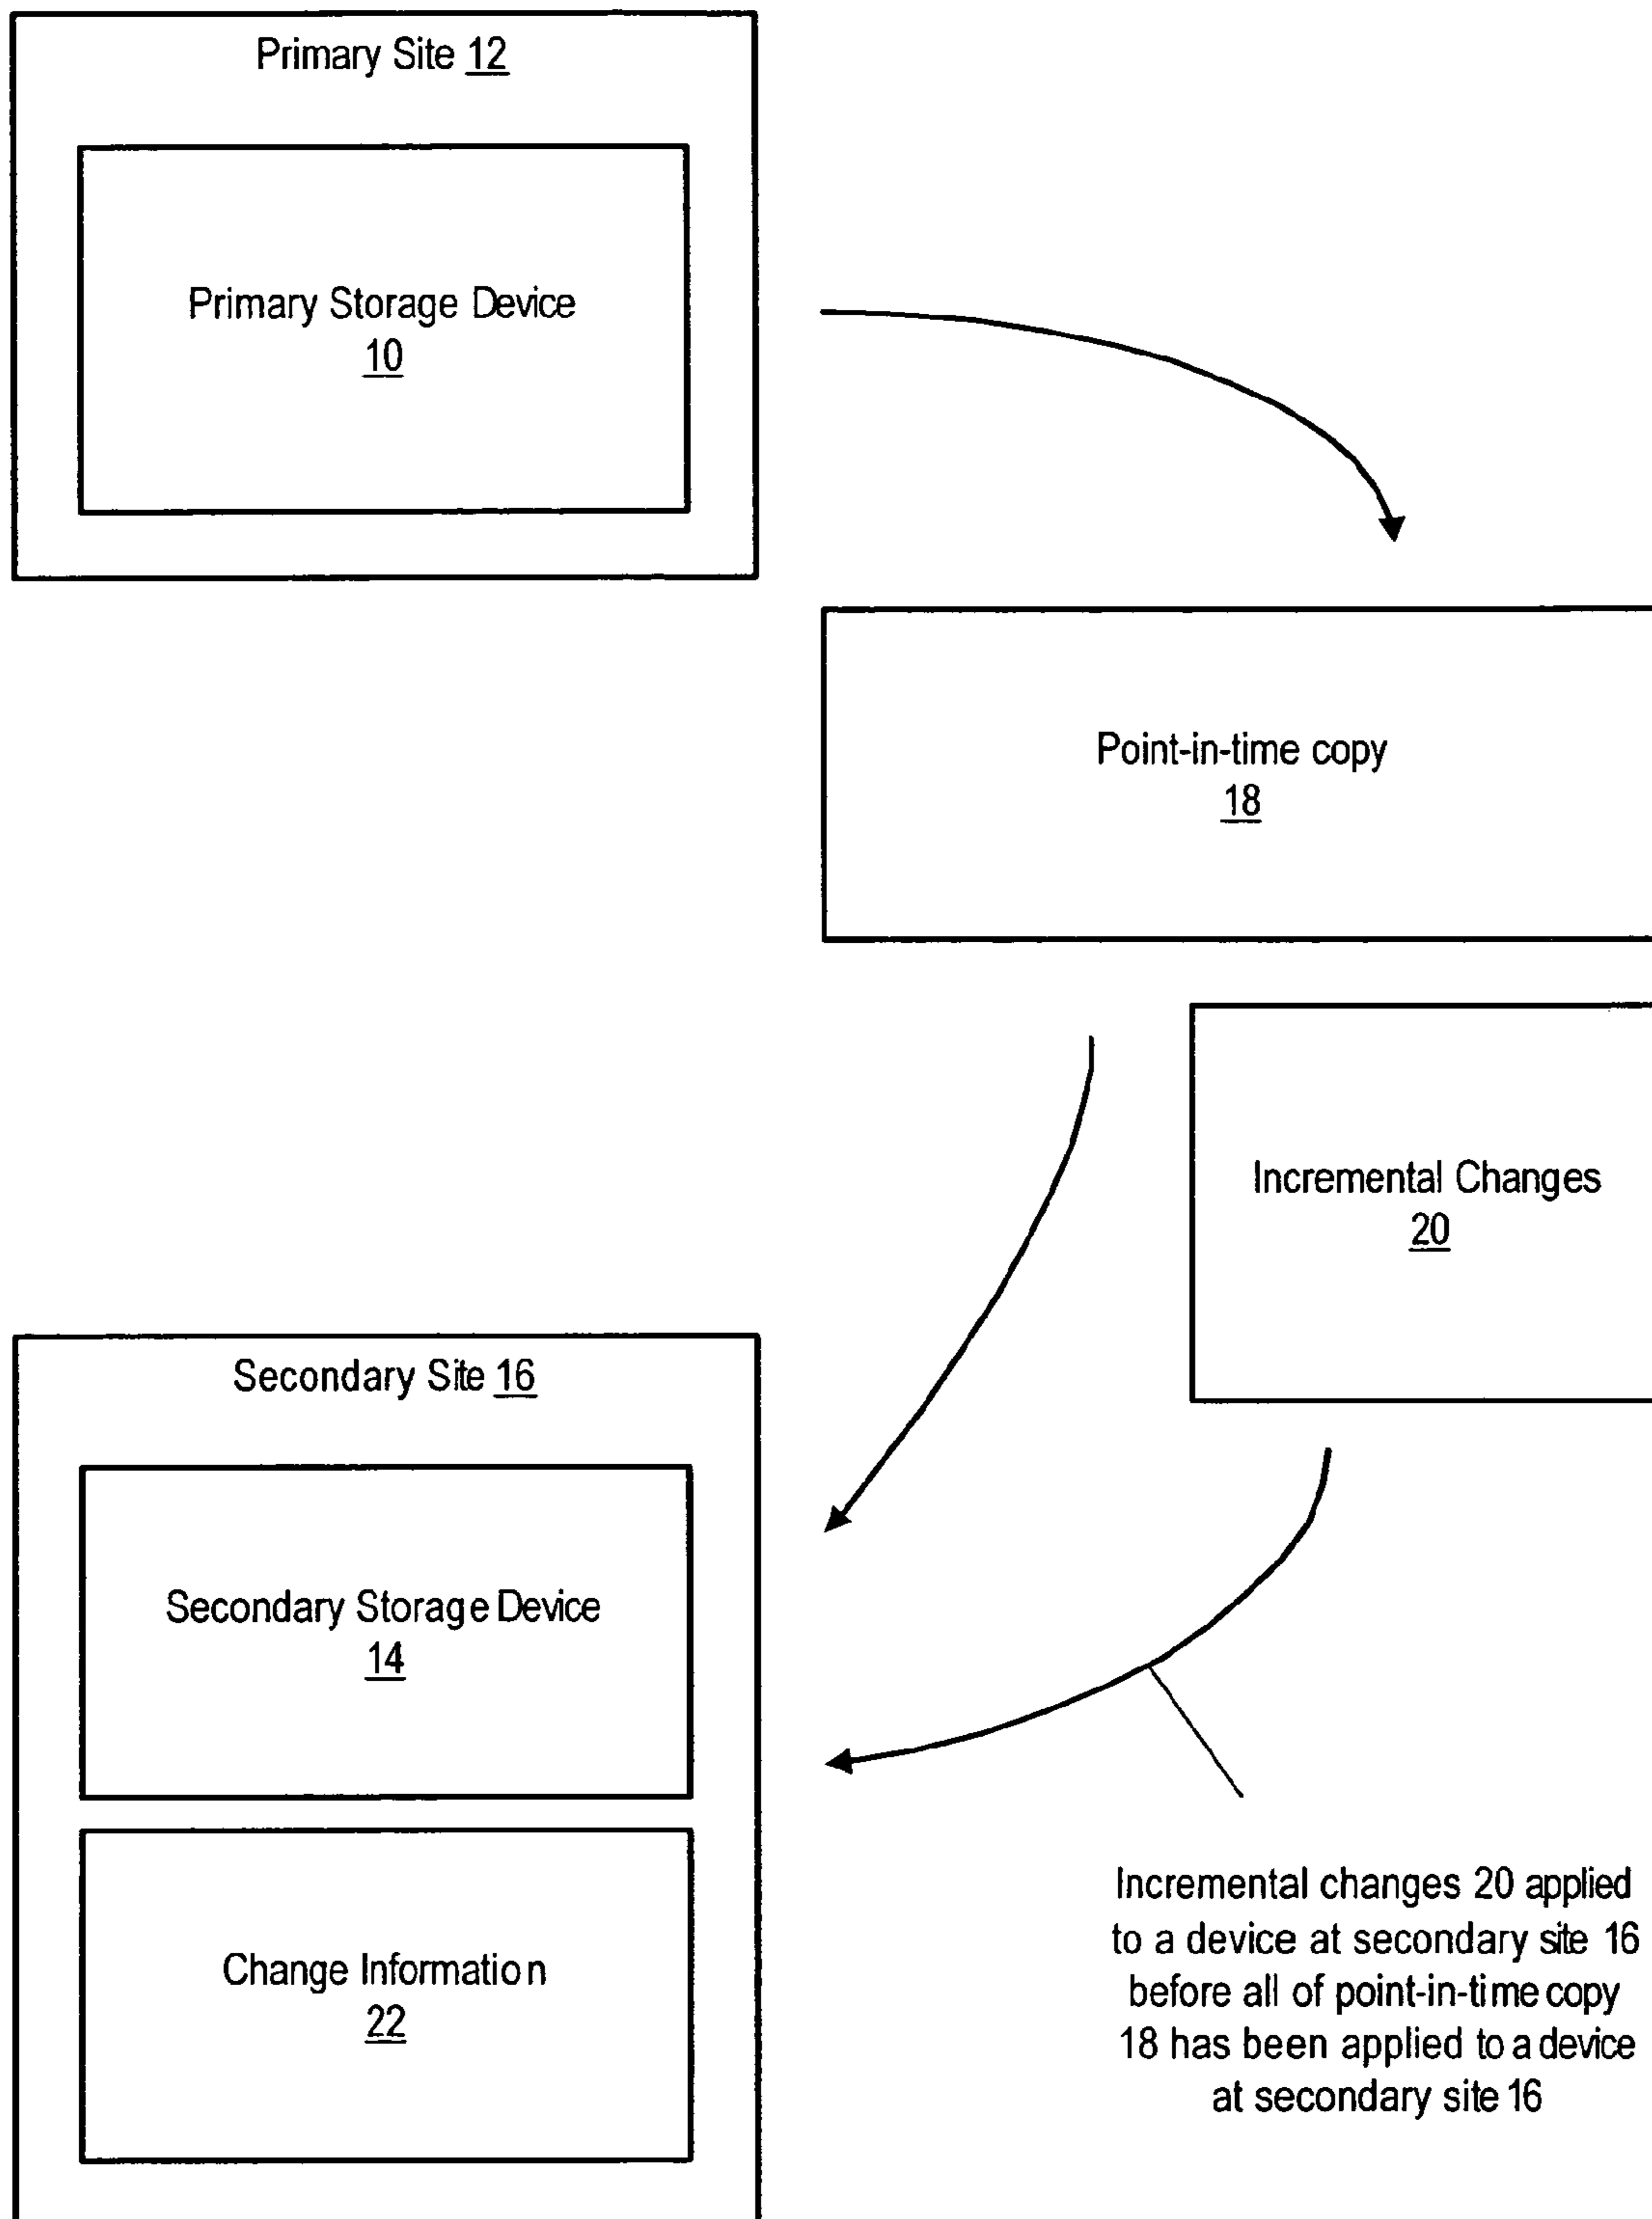 Primary Site 12
Primary Storage Device
10
Point-in-time copy
18
Incremental Changes
20
Secondary Site 16
Secondary Storage Device
14
Change Information
22
Incremental changes 20 applied
to a device at secondary site 16
before all of point-in-time copy
18 has been applied to a device
at secondary site 16